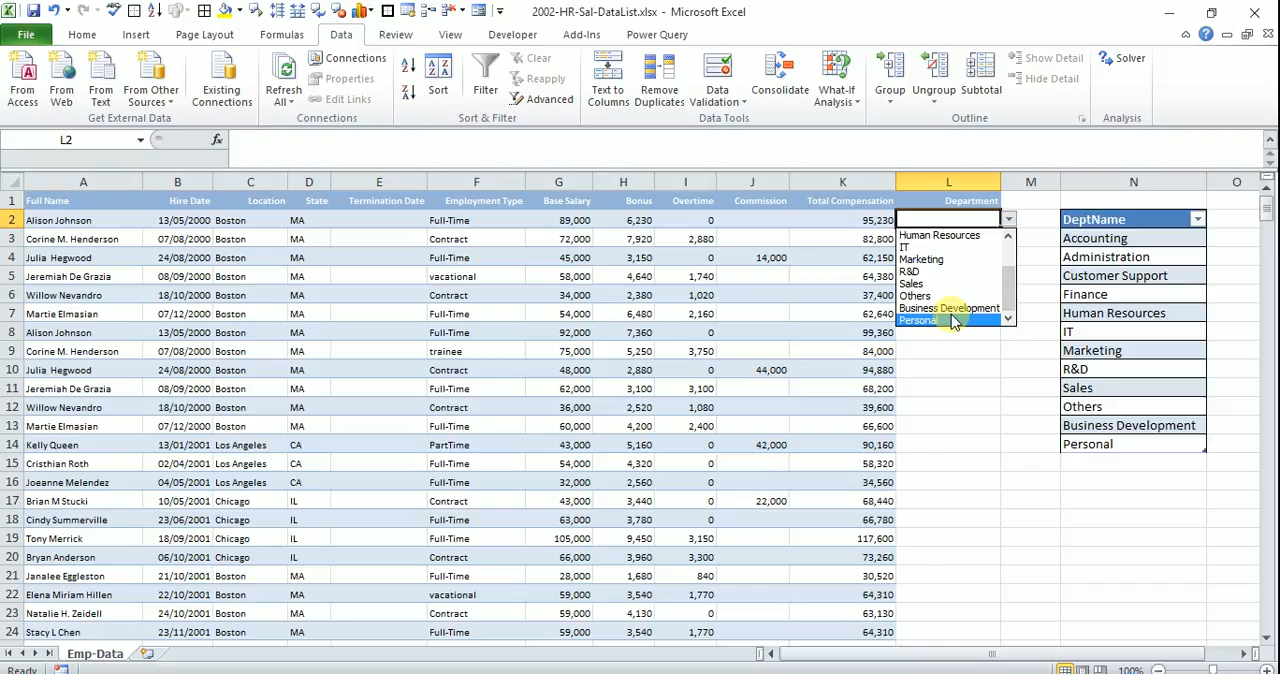 2002-HR-Sal-DataList.xlsx - Microsoft Excel
File Home Insert Page Layout Formulas Data Review View Developer Add-Ins Power Query
From Access From Web From Text From Other Sources Existing Connections Refresh All Connections Properties Edit Links Sort Filter Clear Reapply Advanced Text to Columns Remove Duplicates Data Validation Consolidate What-If Analysis Group Ungroup Subtotal Show Detail Hide Detail Solver
Get External Data Connections Sort & Filter Data Tools Outline Analysis
L2 fx
A B C D E F G H I J K L M N O
1 Full Name Hire Date Location State Termination Date Employment Type Base Salary Bonus Overtime Commission Total Compensation Department
2 Alison Johnson 13/05/2000 Boston MA Full-Time 89,000 6,230 0 95,230 DeptName
3 Corine M. Henderson 07/08/2000 Boston MA Contract 72,000 7,920 2,880 82,800 Human Resources Accounting
IT
4 Julia Hegwood 24/08/2000 Boston MA Full-Time 45,000 3,150 0 14,000 62,150 Marketing Administration
R&D
5 Jeremiah De Grazia 08/09/2000 Boston MA vacational 58,000 4,640 1,740 64,380 Sales Customer Support
6 Willow Nevandro 18/10/2000 Boston MA Contract 34,000 2,380 1,020 37,400 Others Finance
7 Martie Elmasian 07/12/2000 Boston MA Full-Time 54,000 6,480 2,160 62,640 Business Development Human Resources
Personal
8 Alison Johnson 13/05/2000 Boston MA Full-Time 92,000 7,360 0 99,360 IT
9 Corine M. Henderson 07/08/2000 Boston MA trainee 75,000 5,250 3,750 84,000 Marketing
10 Julia Hegwood 24/08/2000 Boston MA Contract 48,000 2,880 0 44,000 94,880 R&D
11 Jeremiah De Grazia 08/09/2000 Boston MA Full-Time 62,000 3,100 3,100 68,200 Sales
12 Willow Nevandro 18/10/2000 Boston MA Contract 36,000 2,520 1,080 39,600 Others
13 Martie Elmasian 07/12/2000 Boston MA Full-Time 60,000 4,200 2,400 66,600 Business Development
14 Kelly Queen 13/01/2001 Los Angeles CA PartTime 43,000 5,160 0 42,000 90,160 Personal
15 Cristhian Roth 02/04/2001 Los Angeles CA Full-Time 54,000 4,320 0 58,320
16 Joeanne Melendez 04/05/2001 Los Angeles CA Full-Time 32,000 2,560 0 34,560
17 Brian M Stucki 10/05/2001 Chicago IL Contract 43,000 3,440 0 22,000 68,440
18 Cindy Summerville 23/06/2001 Chicago IL Full-Time 63,000 3,780 0 66,780
19 Tony Merrick 18/09/2001 Chicago IL Full-Time 105,000 9,450 3,150 117,600
20 Bryan Anderson 06/10/2001 Chicago IL Contract 66,000 3,960 3,300 73,260
21 Janalee Eggleston 21/10/2001 Boston MA Full-Time 28,000 1,680 840 30,520
22 Elena Miriam Hillen 22/10/2001 Boston MA vacational 59,000 3,540 1,770 64,310
23 Natalie H. Zeidell 24/10/2001 Boston MA Contract 59,000 4,130 0 63,130
24 Stacy L Chen 23/11/2001 Boston MA Full-Time 59,000 3,540 1,770 64,310
Emp-Data
Ready 100%